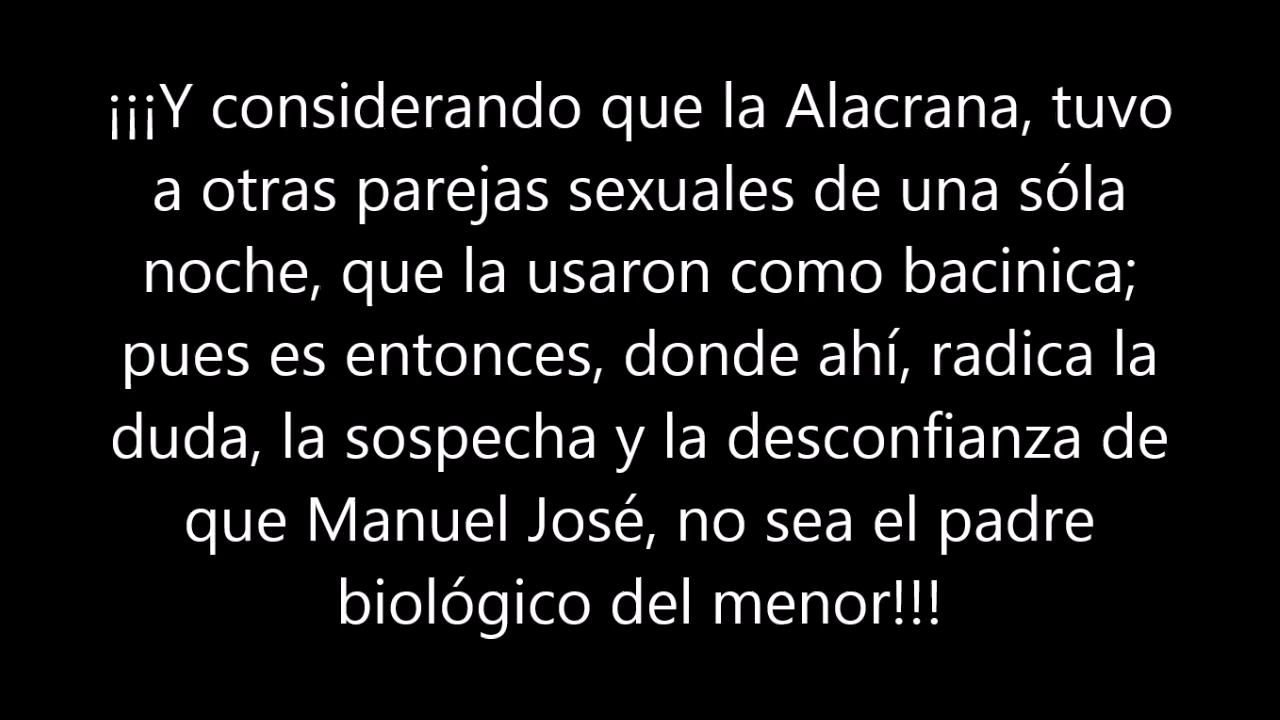 ¡¡¡Y considerando que la Alacrana, tuvo
a otras parejas sexuales de una sóla
noche, que la usaron como bacinica;
pues es entonces, donde ahí, radica la
duda, la sospecha y la desconfianza de
que Manuel José, no sea el padre
biológico del menor!!!